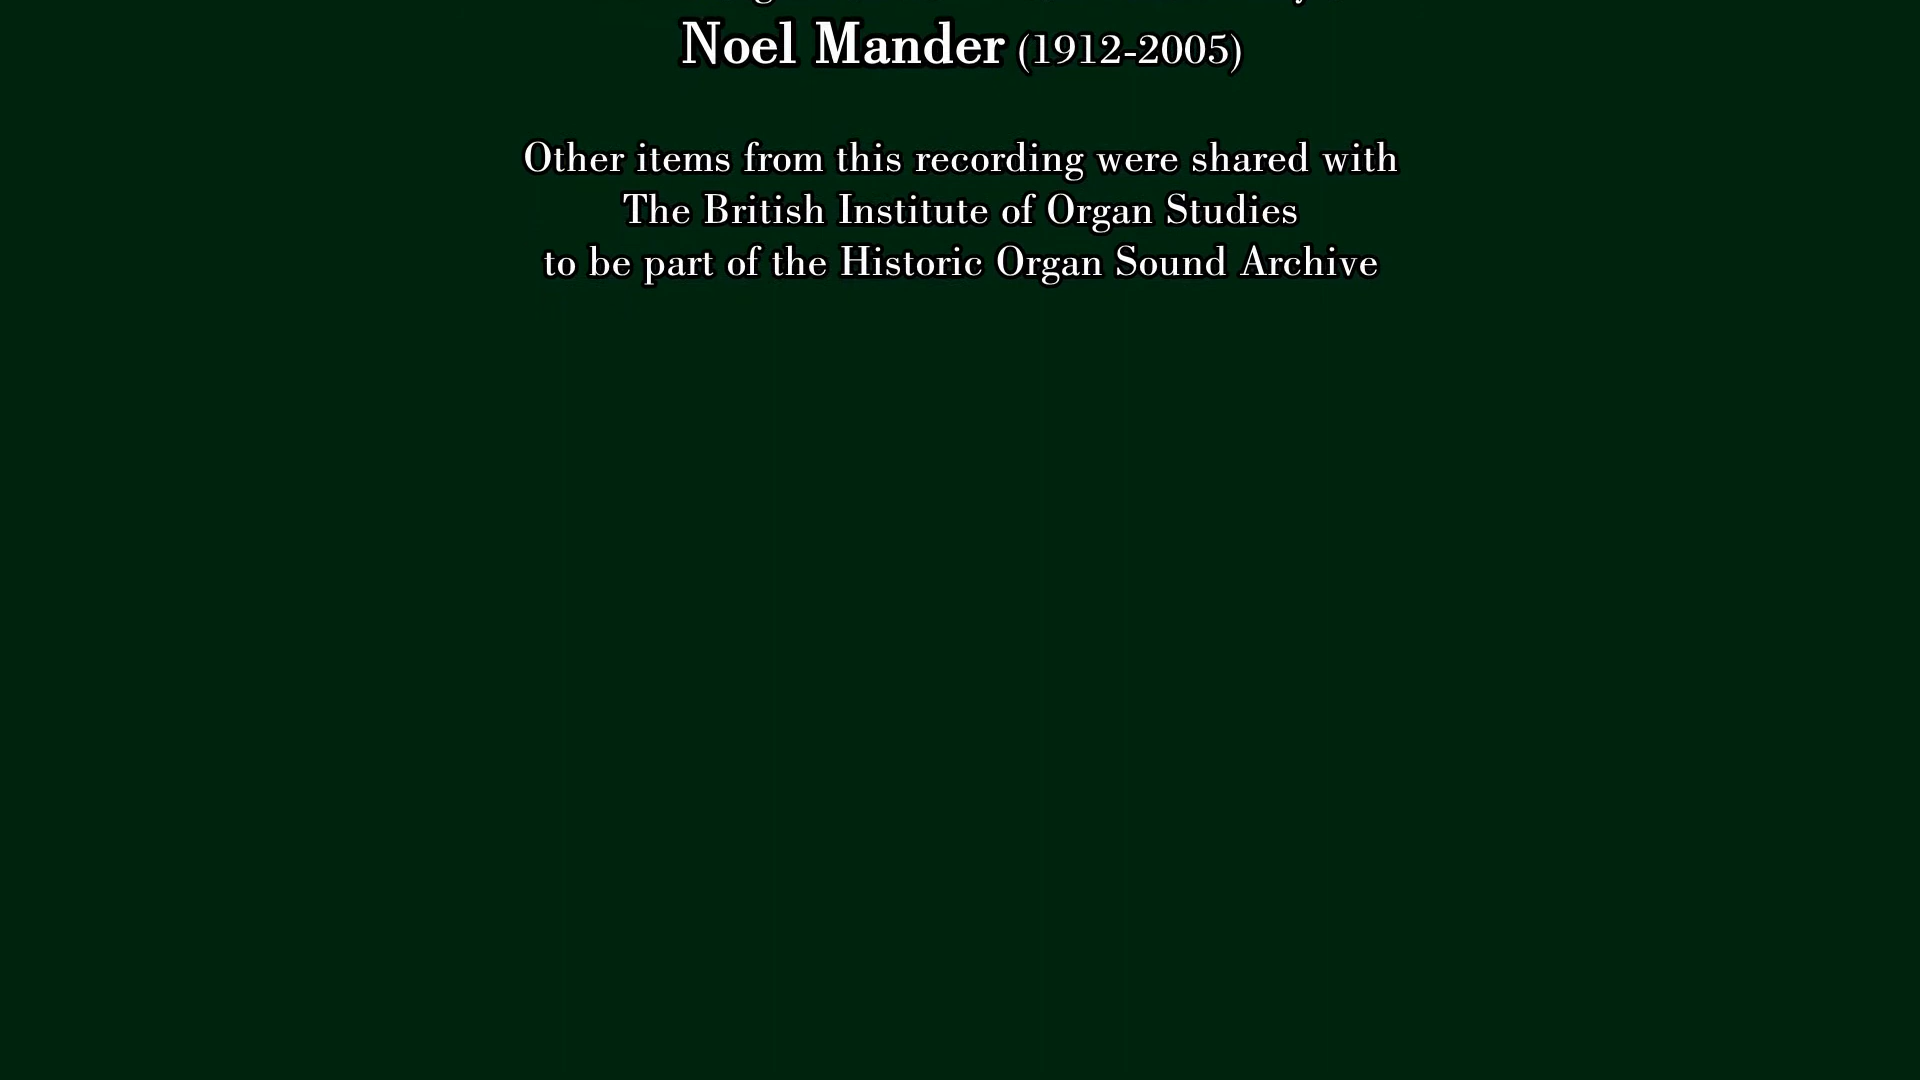 Noel Mander (1912-2005)
Other items from this recording were shared with
The British Institute of Organ Studies
to be part of the Historic Organ Sound Archive